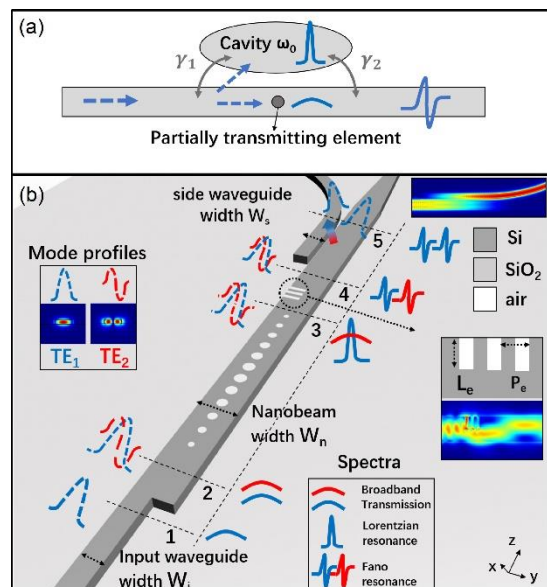 (a)
Cavity ω₀
γ₁
γ₂
Partially transmitting element
(b)
side waveguide
width Wₛ
Mode profiles
TE₁
TE₂
5
4
3
2
1
Si
SiO₂
air
Lₑ
Pₑ
Nanobeam
width Wₙ
Input waveguide
width Wᵢ
Spectra
Broadband
Transmission
Lorentzian
resonance
Fano
resonance
z
x
y